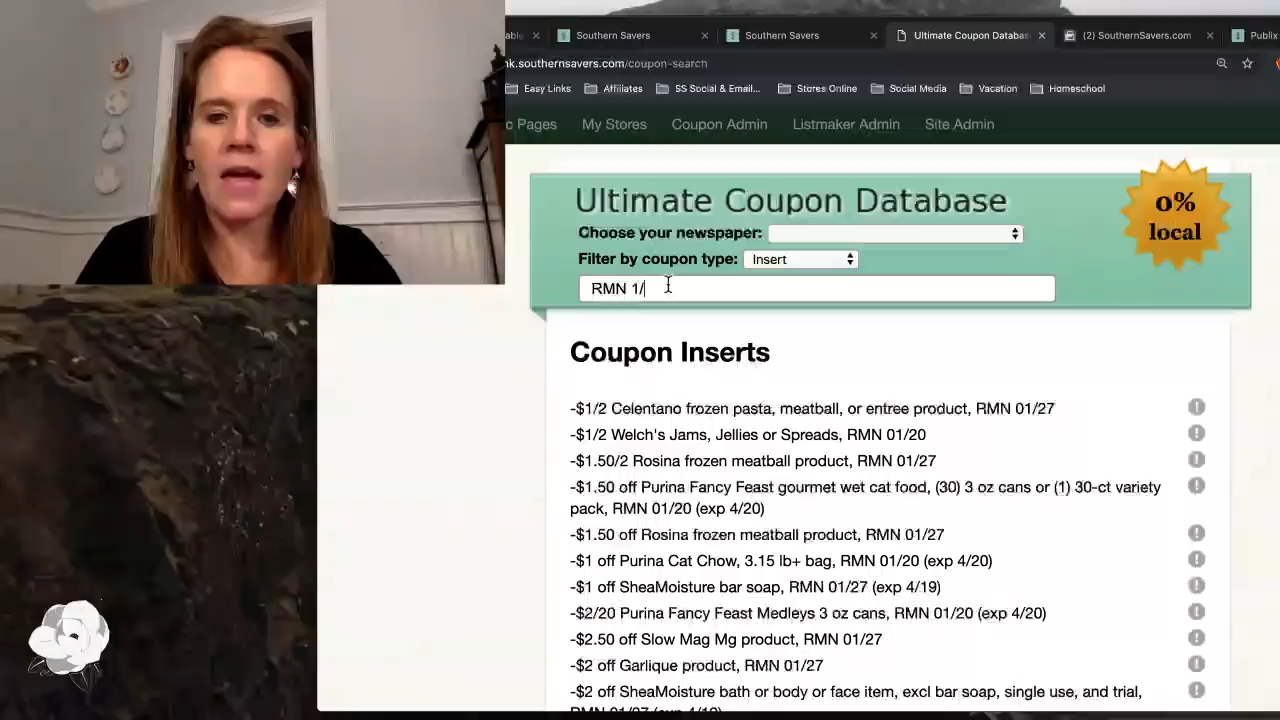 able
Southern Savers
Southern Savers
Ultimate Coupon Databas
(2) SouthernSavers.com
Publix
nk.southernsavers.com/coupon-search
Easy Links
Affiliates
SS Social & Email...
Stores Online
Social Media
Vacation
Homeschool
c Pages
My Stores
Coupon Admin
Listmaker Admin
Site Admin
Ultimate Coupon Database
0%
local
Choose your newspaper:
Filter by coupon type: Insert
RMN 1/
Coupon Inserts
-$1/2 Celentano frozen pasta, meatball, or entree product, RMN 01/27
-$1/2 Welch's Jams, Jellies or Spreads, RMN 01/20
-$1.50/2 Rosina frozen meatball product, RMN 01/27
-$1.50 off Purina Fancy Feast gourmet wet cat food, (30) 3 oz cans or (1) 30-ct variety
pack, RMN 01/20 (exp 4/20)
-$1.50 off Rosina frozen meatball product, RMN 01/27
-$1 off Purina Cat Chow, 3.15 lb+ bag, RMN 01/20 (exp 4/20)
-$1 off SheaMoisture bar soap, RMN 01/27 (exp 4/19)
-$2/20 Purina Fancy Feast Medleys 3 oz cans, RMN 01/20 (exp 4/20)
-$2.50 off Slow Mag Mg product, RMN 01/27
-$2 off Garlique product, RMN 01/27
-$2 off SheaMoisture bath or body or face item, excl bar soap, single use, and trial,
RMN 01/27 (exp 4/19)